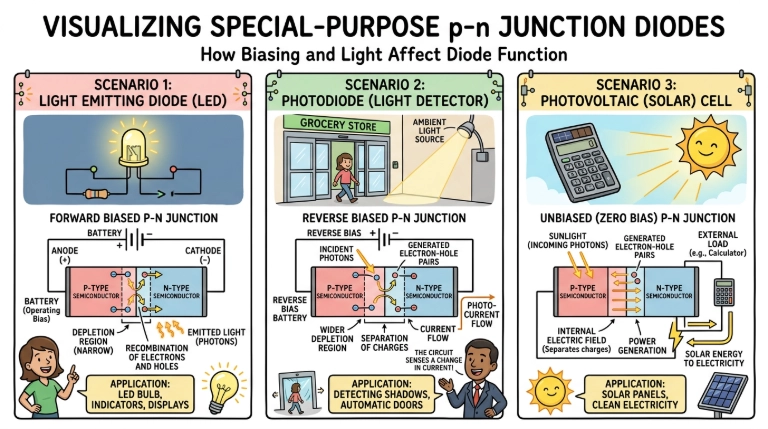 VISUALIZING SPECIAL-PURPOSE p-n JUNCTION DIODES
How Biasing and Light Affect Diode Function
SCENARIO 1:
LIGHT EMITTING DIODE (LED)
FORWARD BIASED P-N JUNCTION
BATTERY
+
−
ANODE
(+)
CATHODE
(−)
P-TYPE
SEMICONDUCTOR
N-TYPE
SEMICONDUCTOR
BATTERY
(Operating
Bias)
DEPLETION
REGION
(NARROW)
RECOMBINATION
OF ELECTRONS
AND HOLES
EMITTED LIGHT
(PHOTONS)
APPLICATION:
LED BULB,
INDICATORS, DISPLAYS
SCENARIO 2:
PHOTODIODE (LIGHT DETECTOR)
GROCERY STORE
AMBIENT
LIGHT
SOURCE
REVERSE BIASED P-N JUNCTION
REVERSE BIAS
+
−
INCIDENT
PHOTONS
GENERATED
ELECTRON-HOLE
PAIRS
P-TYPE
SEMICONDUCTOR
N-TYPE
SEMICONDUCTOR
REVERSE
BIAS
BATTERY
PHOTO-
CURRENT
FLOW
WIDER
DEPLETION
REGION
SEPARATION
OF CHARGES
CURRENT
FLOW
THE CIRCUIT
SENSES A CHANGE
IN CURRENT!
APPLICATION:
DETECTING SHADOWS,
AUTOMATIC DOORS
SCENARIO 3:
PHOTOVOLTAIC (SOLAR) CELL
UNBIASED (ZERO BIAS) P-N JUNCTION
SUNLIGHT
(INCOMING PHOTONS)
GENERATED
ELECTRON-HOLE
PAIRS
EXTERNAL
LOAD
(e.g., Calculator)
P-TYPE
SEMICONDUCTOR
N-TYPE
SEMICONDUCTOR
INTERNAL
ELECTRIC FIELD
(Separates charges)
POWER
GENERATION
SOLAR ENERGY
TO ELECTRICITY
APPLICATION:
SOLAR PANELS,
CLEAN ELECTRICITY